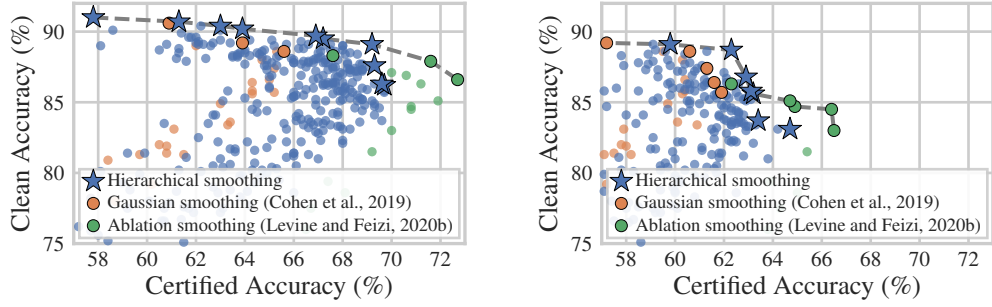 90
85
80
75
Clean Accuracy (%)
Hierarchical smoothing
Gaussian smoothing (Cohen et al., 2019)
Ablation smoothing (Levine and Feizi, 2020b)
58 60 62 64 66 68 70 72
Certified Accuracy (%)
90
85
80
75
Clean Accuracy (%)
Hierarchical smoothing
Gaussian smoothing (Cohen et al., 2019)
Ablation smoothing (Levine and Feizi, 2020b)
58 60 62 64 66 68 70 72
Certified Accuracy (%)